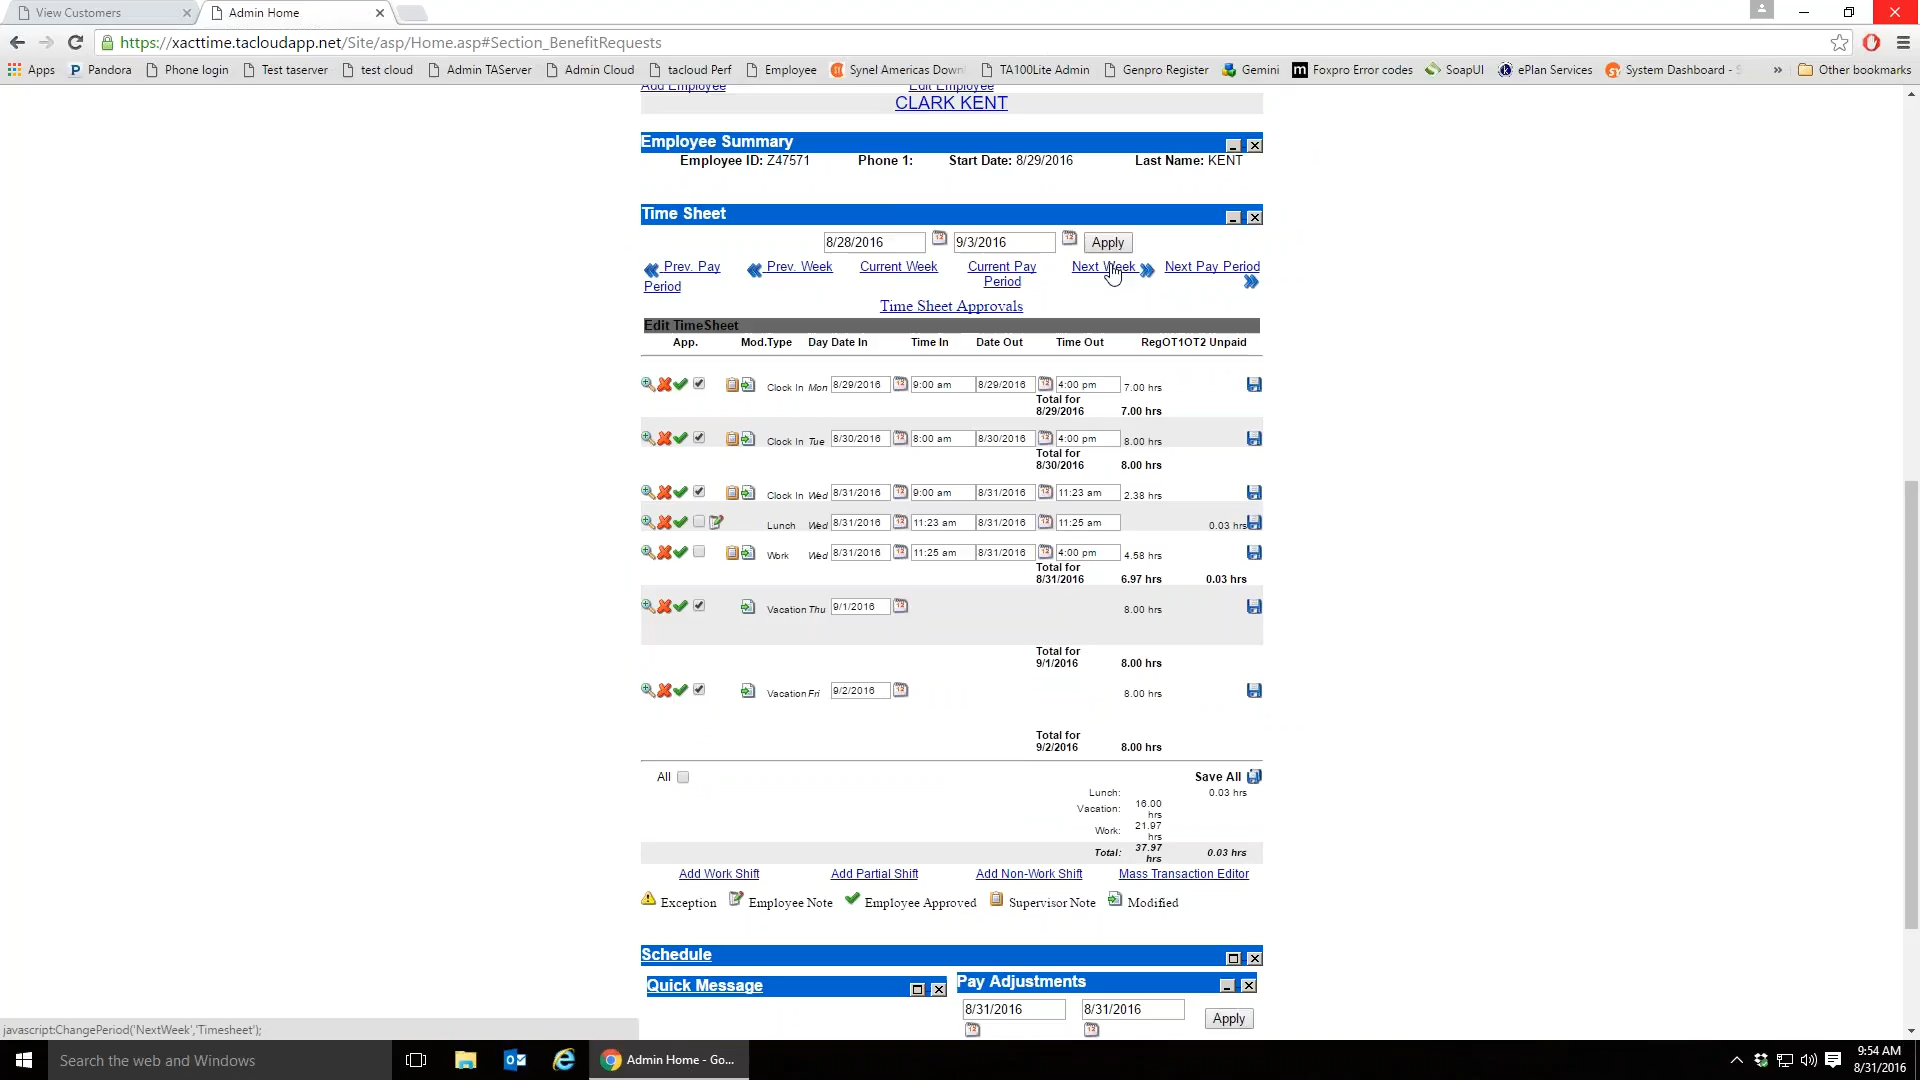 View Customers
Admin Home
https://xacttime.tacloudapp.net/Site/asp/Home.asp#Section_BenefitRequests
Apps Pandora Phone login Test taserver test cloud Admin TAServer Admin Cloud tacloud Perf Employee Synel Americas Down TA100Lite Admin Genpro Register Gemini Foxpro Error codes SoapUI ePlan Services System Dashboard - » Other bookmarks
Add Employee Edit Employee
CLARK KENT
Employee Summary
Employee ID: Z47571 Phone 1: Start Date: 8/29/2016 Last Name: KENT
Time Sheet
8/28/2016 9/3/2016 Apply
Prev. Pay Period Prev. Week Current Week Current Pay Period Next Week Next Pay Period
Time Sheet Approvals
Edit TimeSheet
App. Mod. Type Day Date In Time In Date Out Time Out Reg OT1 OT2 Unpaid
Clock In Mon 8/29/2016 9:00 am 8/29/2016 4:00 pm 7.00 hrs
Total for
8/29/2016 7.00 hrs
Clock In Tue 8/30/2016 8:00 am 8/30/2016 4:00 pm 8.00 hrs
Total for
8/30/2016 8.00 hrs
Clock In Wed 8/31/2016 9:00 am 8/31/2016 11:23 am 2.38 hrs
Lunch Wed 8/31/2016 11:23 am 8/31/2016 11:25 am 0.03 hrs
Work Wed 8/31/2016 11:25 am 8/31/2016 4:00 pm 4.58 hrs
Total for
8/31/2016 6.97 hrs 0.03 hrs
Vacation Thu 9/1/2016 8.00 hrs
Total for
9/1/2016 8.00 hrs
Vacation Fri 9/2/2016 8.00 hrs
Total for
9/2/2016 8.00 hrs
All Save All
Lunch: 0.03 hrs
Vacation: 16.00 hrs
Work: 21.97 hrs
Total: 37.97 hrs 0.03 hrs
Add Work Shift Add Partial Shift Add Non-Work Shift Mass Transaction Editor
Exception Employee Note Employee Approved Supervisor Note Modified
Schedule
Quick Message
Pay Adjustments
8/31/2016 8/31/2016 Apply
javascript:ChangePeriod('NextWeek','Timesheet');
Search the web and Windows
Admin Home - Go...
9:54 AM
8/31/2016